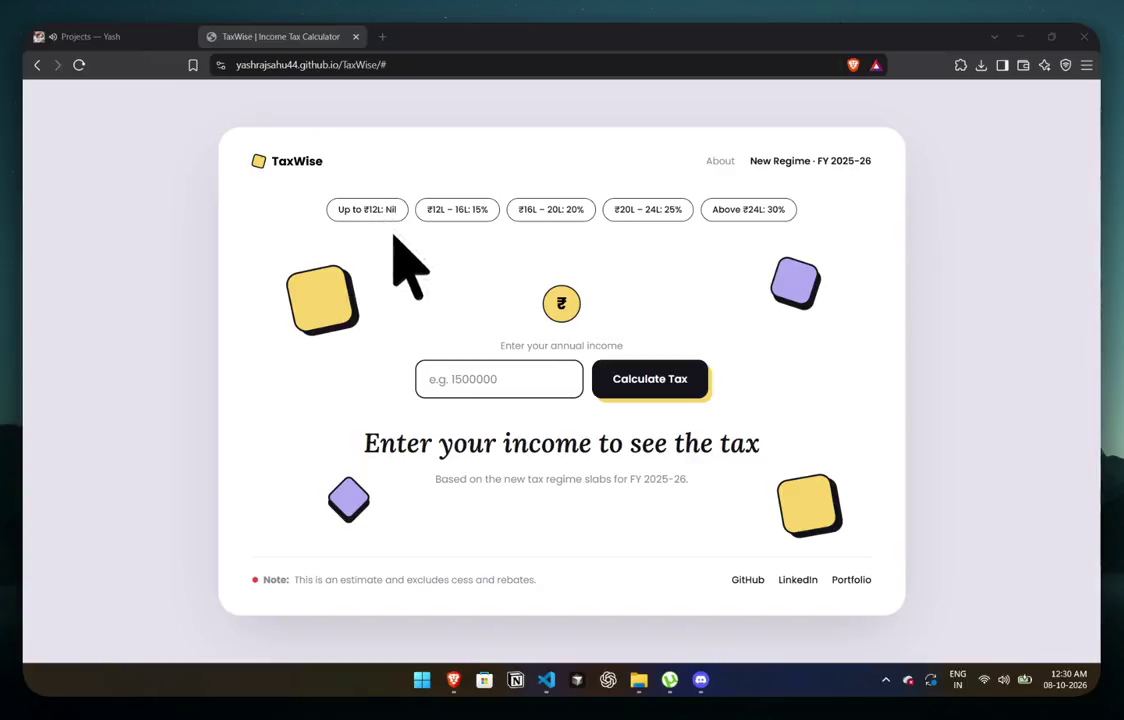 Projects — Yash
TaxWise | Income Tax Calculator
yashrajsahu44.github.io/TaxWise/#
TaxWise
About
New Regime · FY 2025-26
Up to ₹12L: Nil
₹12L – 16L: 15%
₹16L – 20L: 20%
₹20L – 24L: 25%
Above ₹24L: 30%
₹
Enter your annual income
e.g. 1500000
Calculate Tax
Enter your income to see the tax
Based on the new tax regime slabs for FY 2025-26.
Note: This is an estimate and excludes cess and rebates.
GitHub
LinkedIn
Portfolio
ENG
IN
12:30 AM
08-10-2026